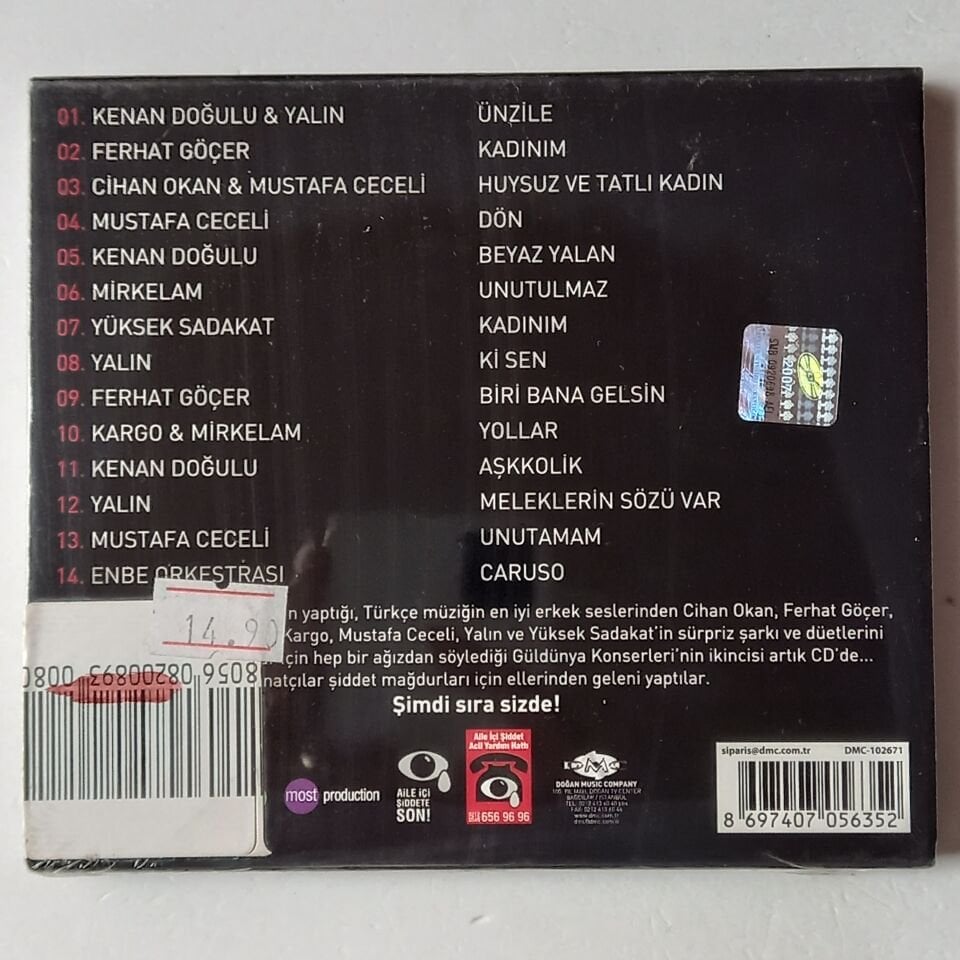 01. KENAN DOĞULU & YALIN ÜNZİLE
02. FERHAT GÖÇER KADINIM
03. CİHAN OKAN & MUSTAFA CECELİ HUYSUZ VE TATLI KADIN
04. MUSTAFA CECELİ DÖN
05. KENAN DOĞULU BEYAZ YALAN
06. MİRKELAM UNUTULMAZ
07. YÜKSEK SADAKAT KADINIM
08. YALIN Kİ SEN
09. FERHAT GÖÇER BİRİ BANA GELSİN
10. KARGO & MİRKELAM YOLLAR
11. KENAN DOĞULU AŞKKOLİK
12. YALIN MELEKLERİN SÖZÜ VAR
13. MUSTAFA CECELİ UNUTAMAM
14. ENBE ORKESTRASI CARUSO
yaptığı, Türkçe müziğin en iyi erkek seslerinden Cihan Okan, Ferhat Göçer,
Kargo, Mustafa Ceceli, Yalın ve Yüksek Sadakat'in sürpriz şarkı ve düetlerini
için hep bir ağızdan söylediği Güldünya Konserleri'nin ikincisi artık CD'de...
şiddet mağdurları için ellerinden geleni yaptılar.
Şimdi sıra sizde!
14.90
most production
AİLE İÇİ
ŞİDDETE
SON!
Aile İçi Şiddet
Acil Yardım Hattı
656 96 96
DMC
DOĞAN MUSIC COMPANY
siparis@dmc.com.tr DMC-102671
8 697407 056352
2007